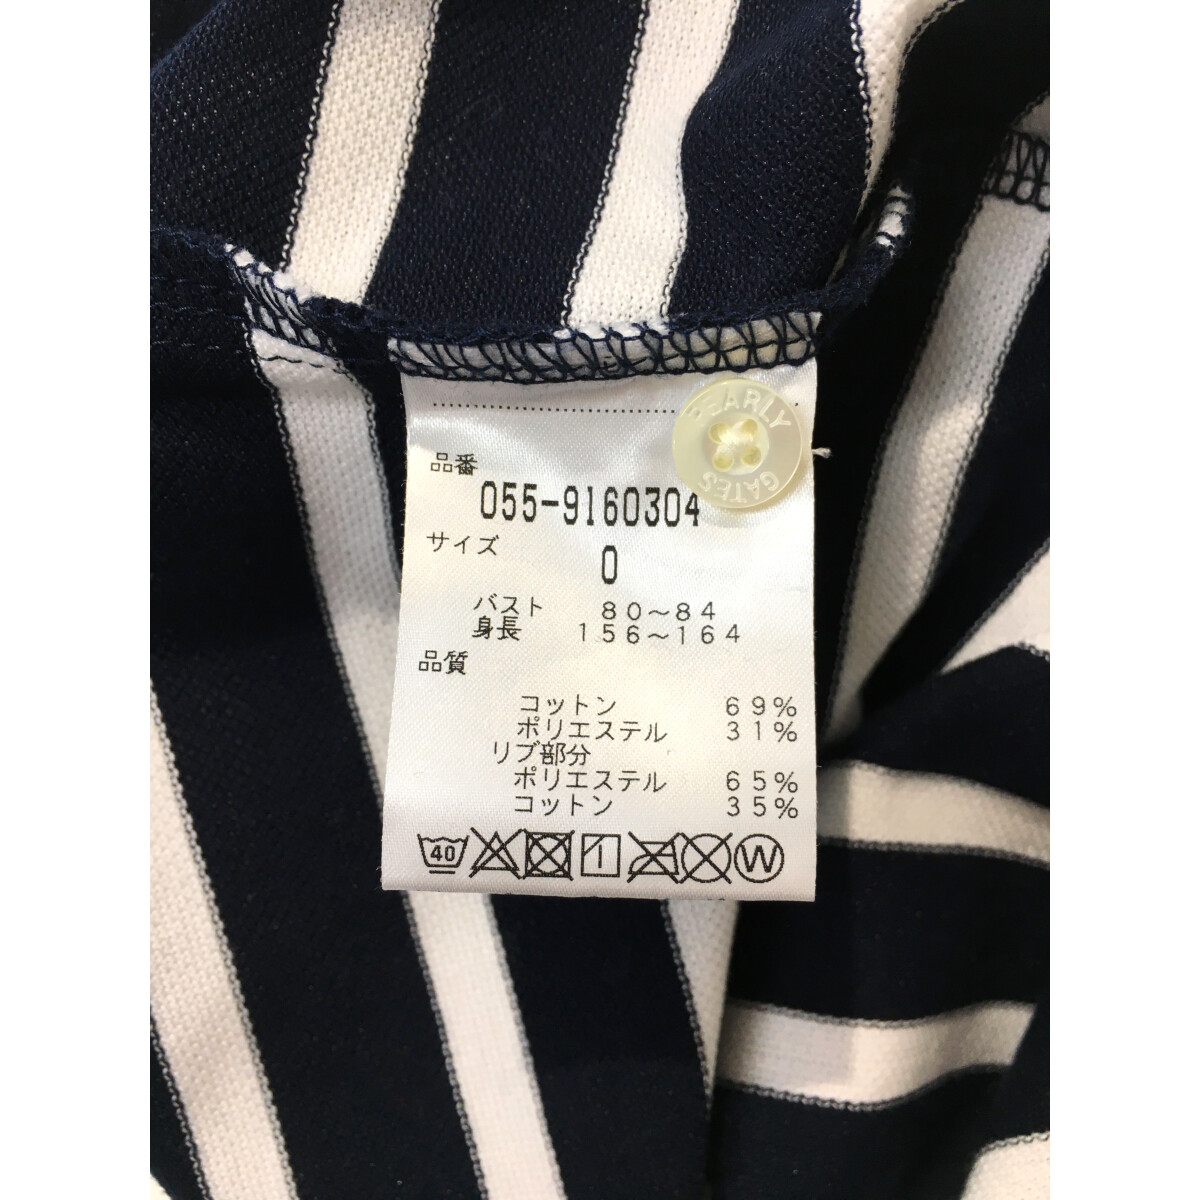 PEARLY
GATES
品番
055-9160304
サイズ
0
バスト 80～84
身長 156～164
品質
コットン 69%
ポリエステル 31%
リブ部分
ポリエステル 65%
コットン 35%
40
W